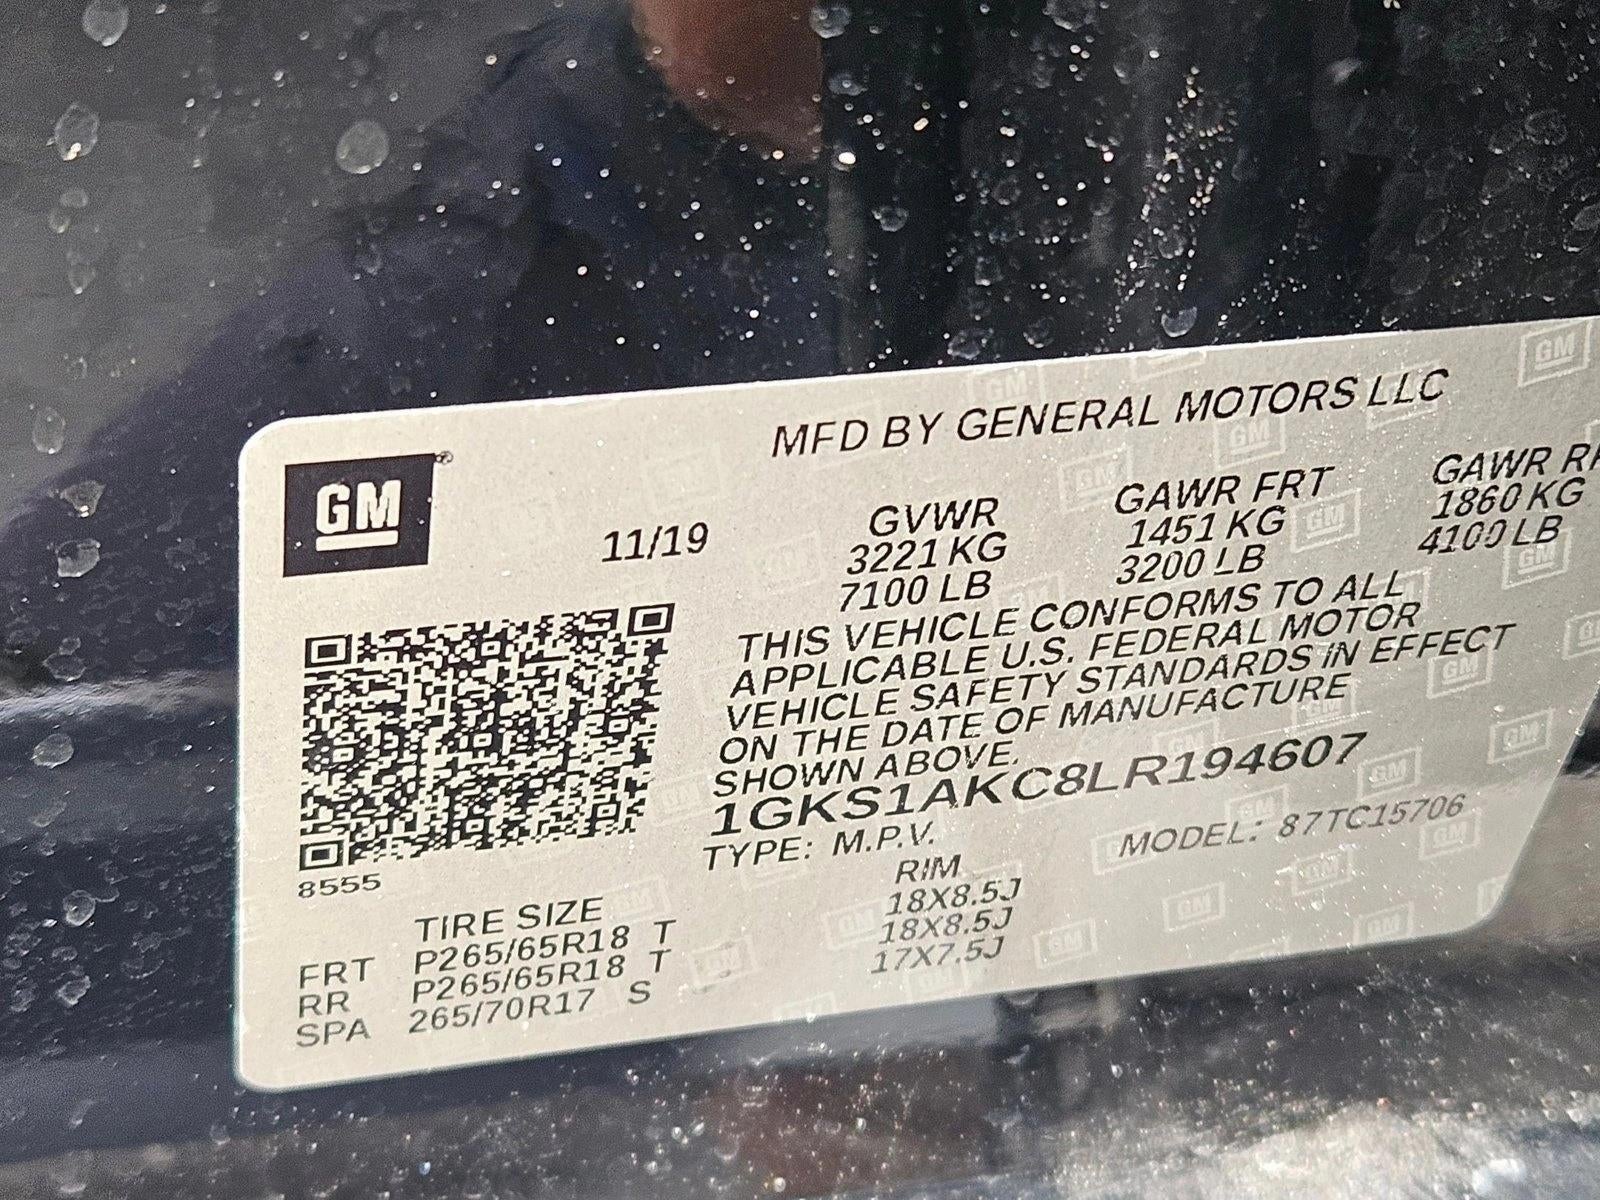 GM
MFD BY GENERAL MOTORS LLC
11/19
GVWR GAWR FRT GAWR
3221 KG 1451 KG 1860 KG
7100 LB 3200 LB 4100 LB
THIS VEHICLE CONFORMS TO ALL
APPLICABLE U.S. FEDERAL MOTOR
VEHICLE SAFETY STANDARDS IN EFFECT
ON THE DATE OF MANUFACTURE
SHOWN ABOVE.
1GKS1AKC8LR194607
TYPE: M.P.V. MODEL: 87TC15706
8555
TIRE SIZE RIM
FRT P265/65R18 T 18X8.5J
RR P265/65R18 T 18X8.5J
SPA 265/70R17 S 17X7.5J